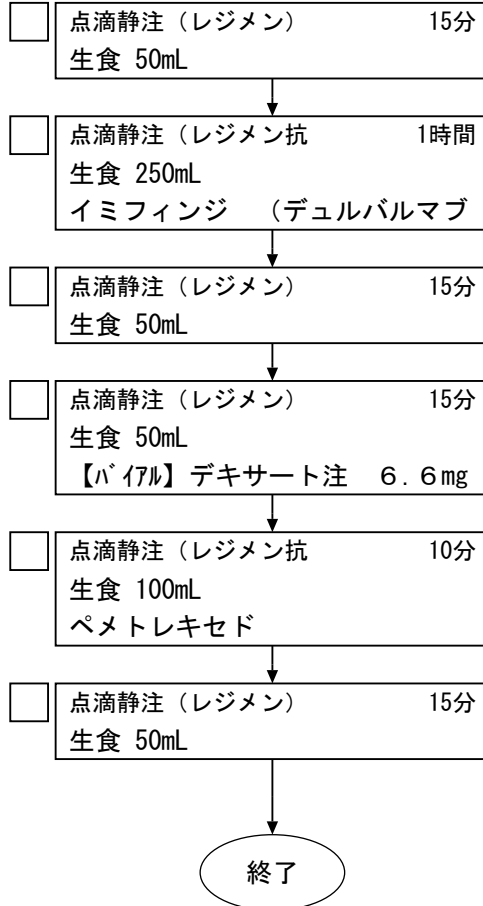 点滴静注（レジメン） 15分
生食 50mL
点滴静注（レジメン抗 1時間
生食 250mL
イミフィンジ （デュルバルマブ
点滴静注（レジメン） 15分
生食 50mL
点滴静注（レジメン） 15分
生食 50mL
【ﾊﾞｲｱﾙ】デキサート注 ６．６mg
点滴静注（レジメン抗 10分
生食 100mL
ペメトレキセド
点滴静注（レジメン） 15分
生食 50mL
終了